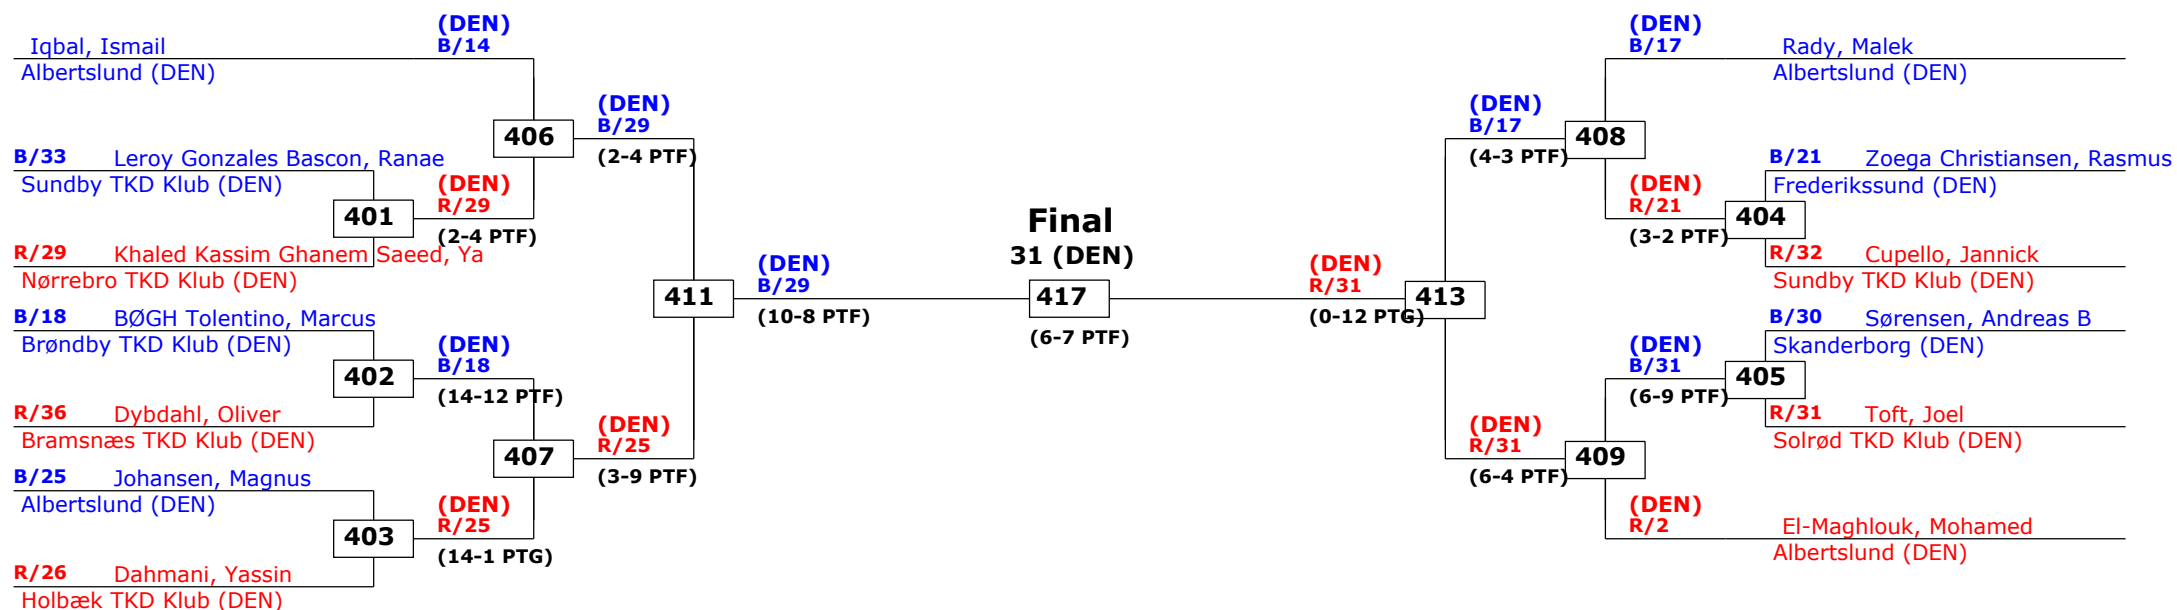 (DEN)
B/14
Iqbal, Ismail
Albertslund (DEN)
(DEN)
B/29
406
(2-4 PTF)
B/33 Leroy Gonzales Bascon, Ranae
Sundby TKD Klub (DEN)
(DEN)
R/29
401
(2-4 PTF)
R/29 Khaled Kassim Ghanem Saeed, Ya
Nørrebro TKD Klub (DEN)
(DEN)
B/29
411
(10-8 PTF)
B/18 BØGH Tolentino, Marcus
Brøndby TKD Klub (DEN)
(DEN)
B/18
402
(14-12 PTF)
R/36 Dybdahl, Oliver
Bramsnæs TKD Klub (DEN)
(DEN)
R/25
407
(3-9 PTF)
B/25 Johansen, Magnus
Albertslund (DEN)
(DEN)
R/25
403
(14-1 PTG)
R/26 Dahmani, Yassin
Holbæk TKD Klub (DEN)
Final
31 (DEN)
417
(6-7 PTF)
(DEN)
B/17
Rady, Malek
Albertslund (DEN)
(DEN)
B/17
408
(4-3 PTF)
B/21 Zoega Christiansen, Rasmus
Frederikssund (DEN)
(DEN)
R/21
404
(3-2 PTF)
R/32 Cupello, Jannick
Sundby TKD Klub (DEN)
(DEN)
R/31
413
(0-12 PTG)
B/30 Sørensen, Andreas B
Skanderborg (DEN)
(DEN)
B/31
405
(6-9 PTF)
R/31 Toft, Joel
Solrød TKD Klub (DEN)
(DEN)
R/31
409
(6-4 PTF)
(DEN)
R/2
El-Maghlouk, Mohamed
Albertslund (DEN)